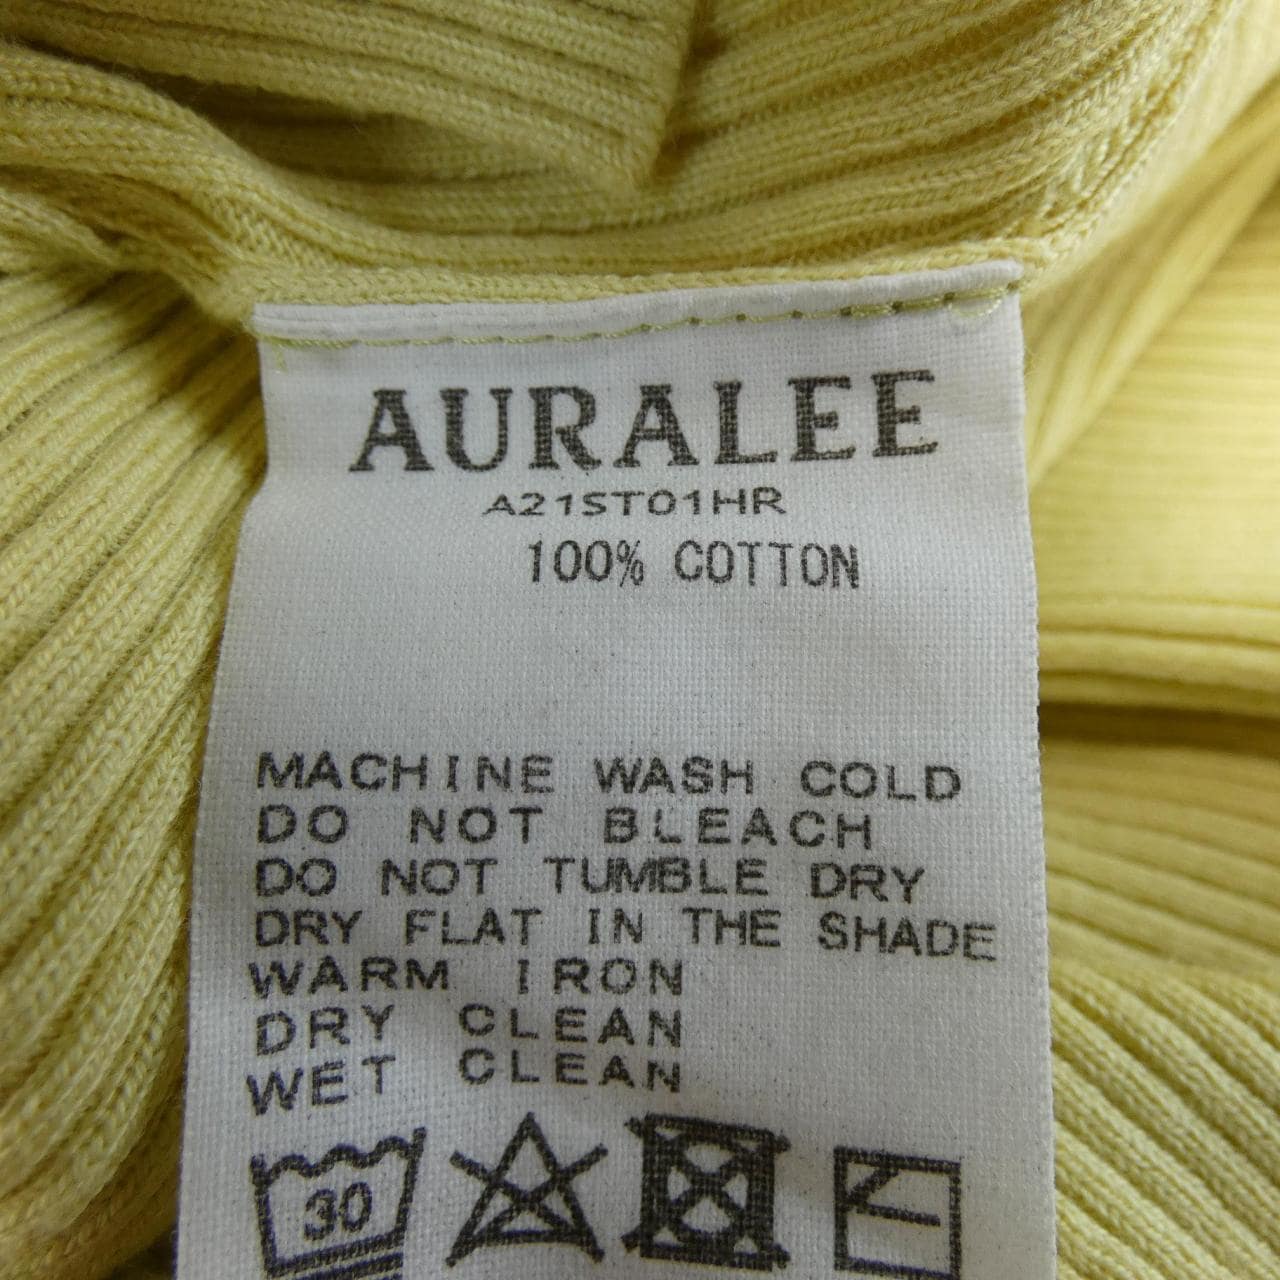 AURALEE
A21ST01HR
100% COTTON
MACHINE WASH COLD
DO NOT BLEACH
DO NOT TUMBLE DRY
DRY FLAT IN THE SHADE
WARM IRON
DRY CLEAN
WET CLEAN
30